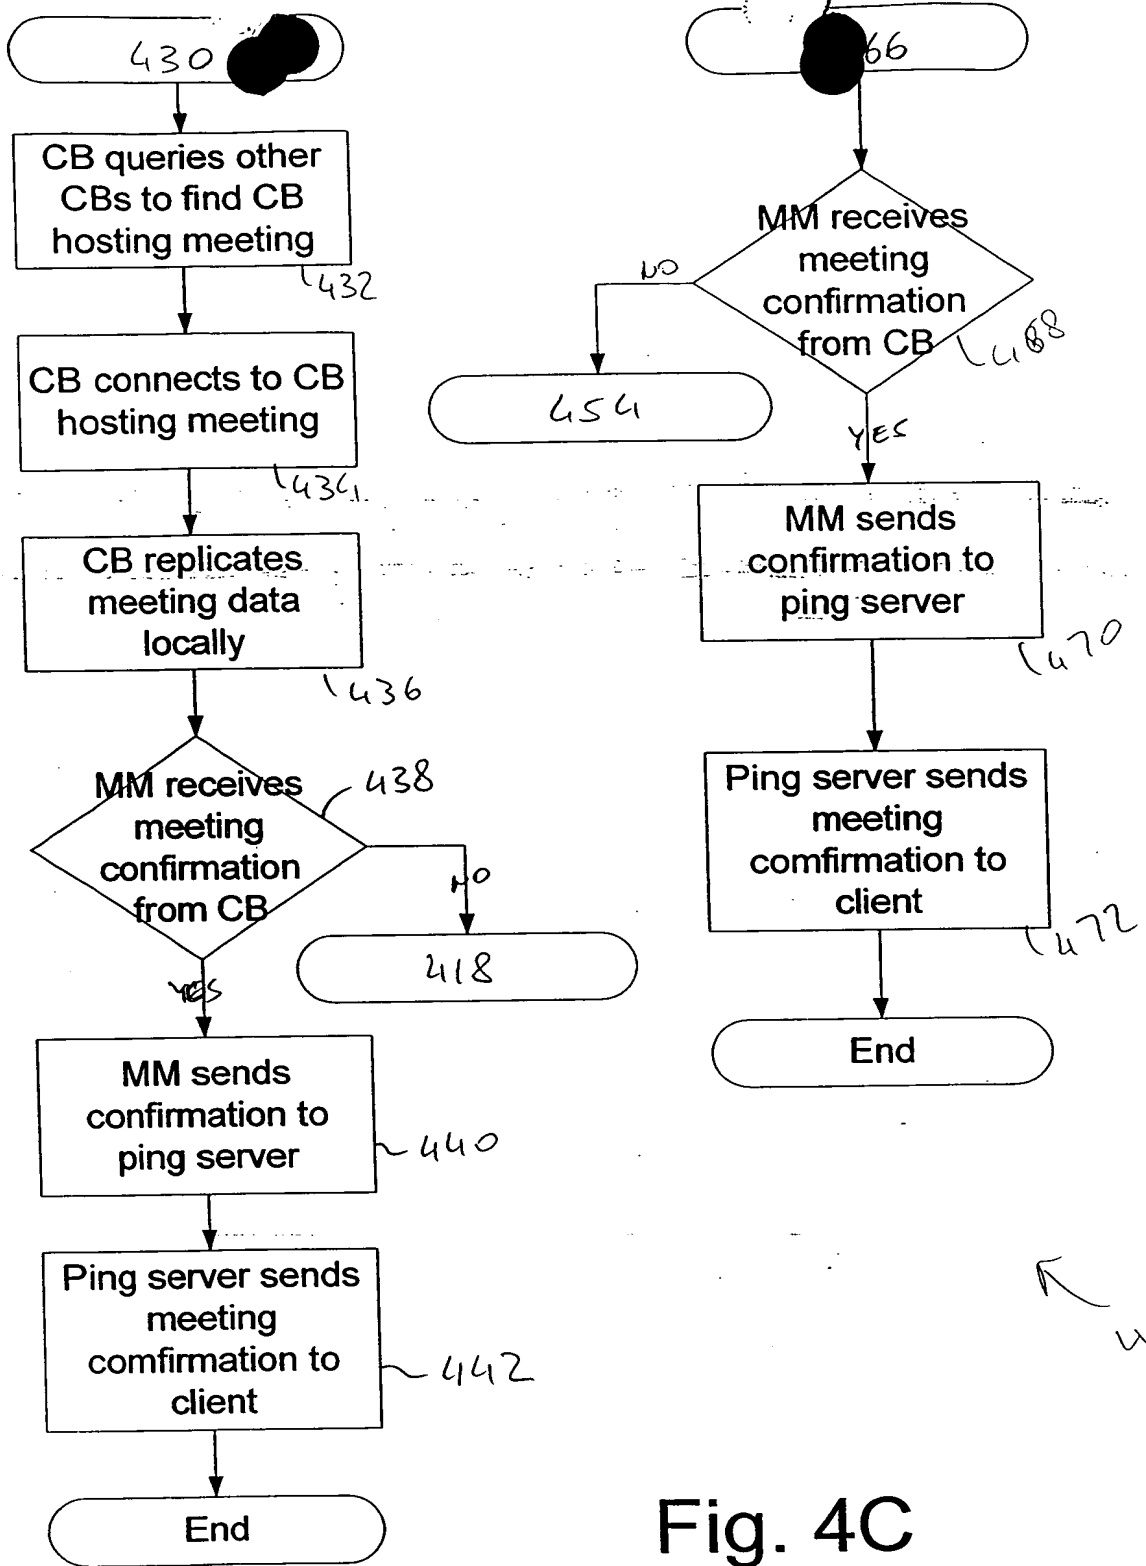 430
CB queries other
CBs to find CB
hosting meeting
432
CB connects to CB
hosting meeting
434
CB replicates
meeting data
locally
436
MM receives
meeting
confirmation
from CB
438
NO
418
YES
MM sends
confirmation to
ping server
440
Ping server sends
meeting
comfirmation to
client
442
End
66
MM receives
meeting
confirmation
from CB
468
NO
454
YES
MM sends
confirmation to
ping server
470
Ping server sends
meeting
comfirmation to
client
472
End
Fig. 4C